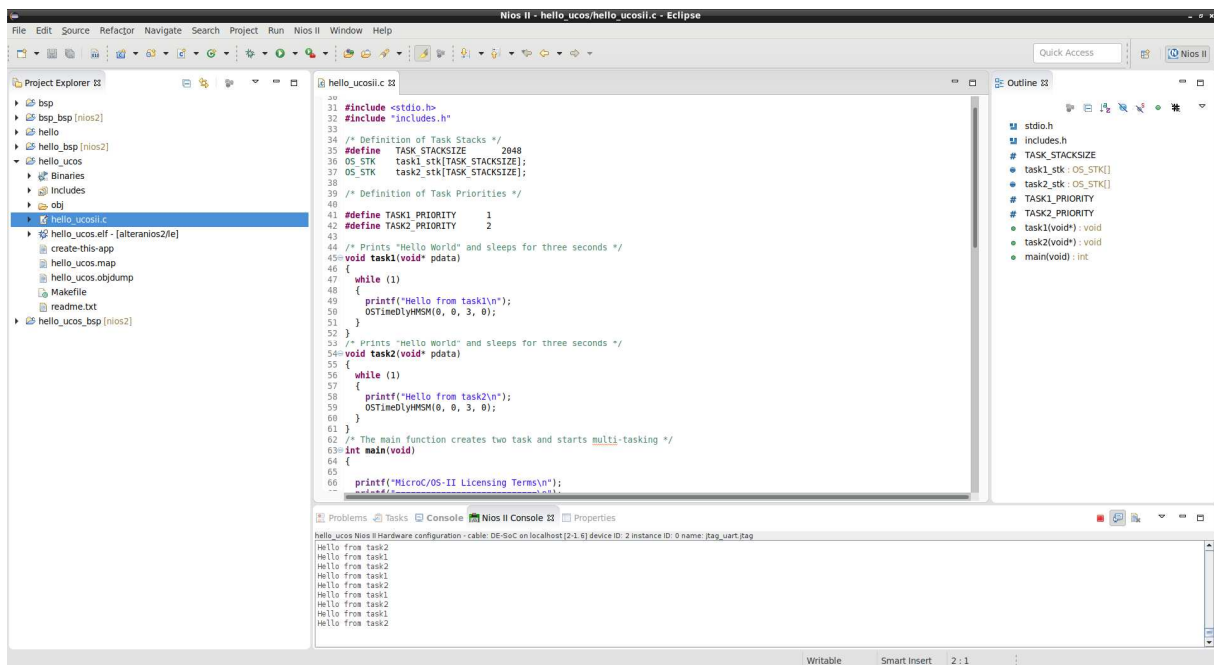 Nios II - hello_ucos/hello_ucosii.c - Eclipse
File Edit Source Refactor Navigate Search Project Run Nios II Window Help
Quick Access
Nios II
Project Explorer
bsp
bsp_bsp [nios2]
hello
hello_bsp [nios2]
hello_ucos
Binaries
Includes
obj
hello_ucosii.c
hello_ucos.elf - [alteranios2/le]
create-this-app
hello_ucos.map
hello_ucos.objdump
Makefile
readme.txt
hello_ucos_bsp [nios2]
hello_ucosii.c
30
31 #include <stdio.h>
32 #include "includes.h"
33
34 /* Definition of Task Stacks */
35 #define   TASK_STACKSIZE       2048
36 OS_STK    task1_stk[TASK_STACKSIZE];
37 OS_STK    task2_stk[TASK_STACKSIZE];
38
39 /* Definition of Task Priorities */
40
41 #define TASK1_PRIORITY      1
42 #define TASK2_PRIORITY      2
43
44 /* Prints "Hello World" and sleeps for three seconds */
45 void task1(void* pdata)
46 {
47   while (1)
48   {
49     printf("Hello from task1\n");
50     OSTimeDlyHMSM(0, 0, 3, 0);
51   }
52 }
53 /* Prints "Hello World" and sleeps for three seconds */
54 void task2(void* pdata)
55 {
56   while (1)
57   {
58     printf("Hello from task2\n");
59     OSTimeDlyHMSM(0, 0, 3, 0);
60   }
61 }
62 /* The main function creates two task and starts multi-tasking */
63 int main(void)
64 {
65
66   printf("MicroC/OS-II Licensing Terms\n");
Outline
stdio.h
includes.h
TASK_STACKSIZE
task1_stk : OS_STK[]
task2_stk : OS_STK[]
TASK1_PRIORITY
TASK2_PRIORITY
task1(void*) : void
task2(void*) : void
main(void) : int
Problems Tasks Console Nios II Console Properties
hello_ucos Nios II Hardware configuration - cable: DE-SoC on localhost [2-1.6] device ID: 2 instance ID: 0 name: jtag_uart.jtag
Hello from task2
Hello from task1
Hello from task2
Hello from task1
Hello from task2
Hello from task1
Hello from task2
Hello from task1
Hello from task2
Writable Smart Insert 2 : 1